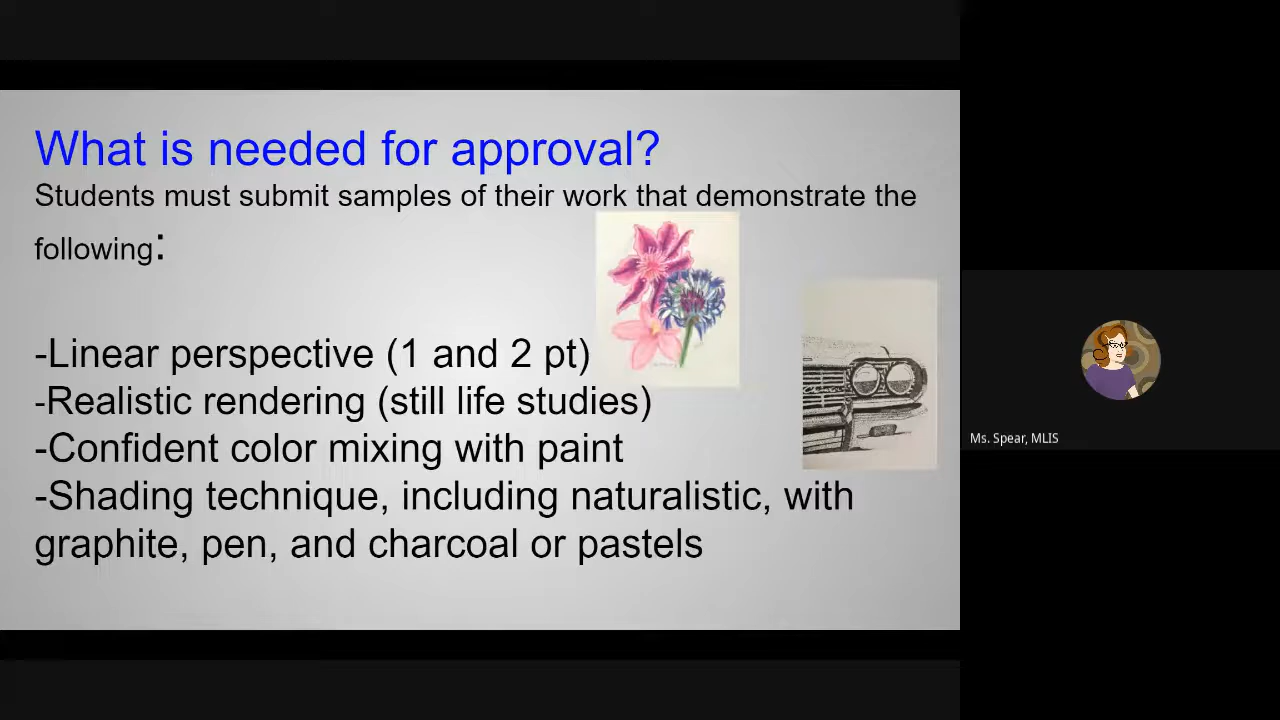 What is needed for approval?
Students must submit samples of their work that demonstrate the
following:
-Linear perspective (1 and 2 pt)
-Realistic rendering (still life studies)
-Confident color mixing with paint
-Shading technique, including naturalistic, with
graphite, pen, and charcoal or pastels
Ms. Spear, MLIS